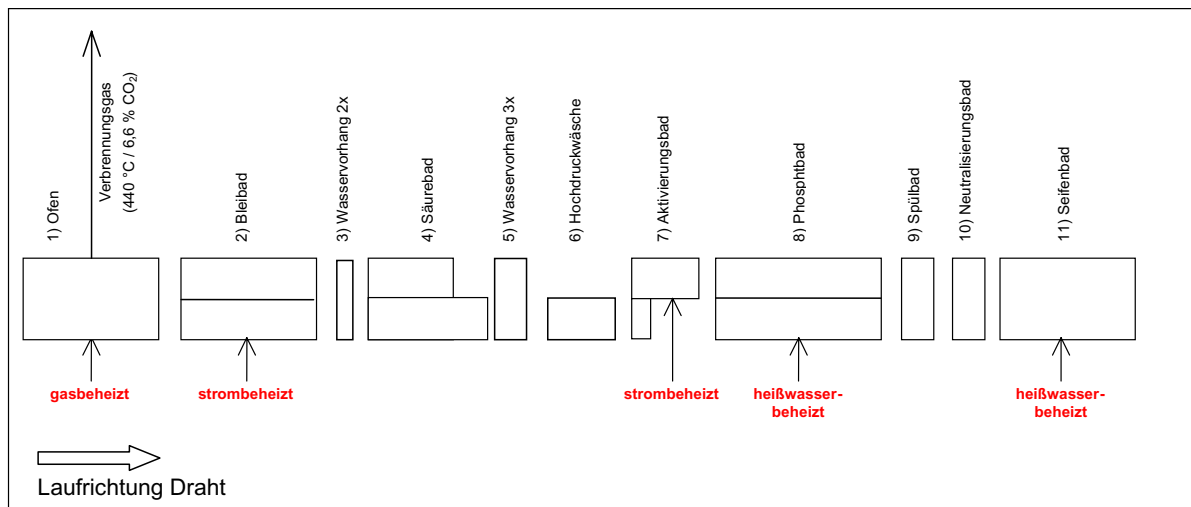 Verbrennungsgas
(440 °C / 6,6 % CO₂)
1) Ofen
2) Bleibad
3) Wasservorhang 2x
4) Säurebad
5) Wasservorhang 3x
6) Hochdruckwäsche
7) Aktivierungsbad
8) Phosphtbad
9) Spülbad
10) Neutralisierungsbad
11) Seifenbad
gasbeheizt
strombeheizt
strombeheizt
heißwasser-
beheizt
heißwasser-
beheizt
Laufrichtung Draht